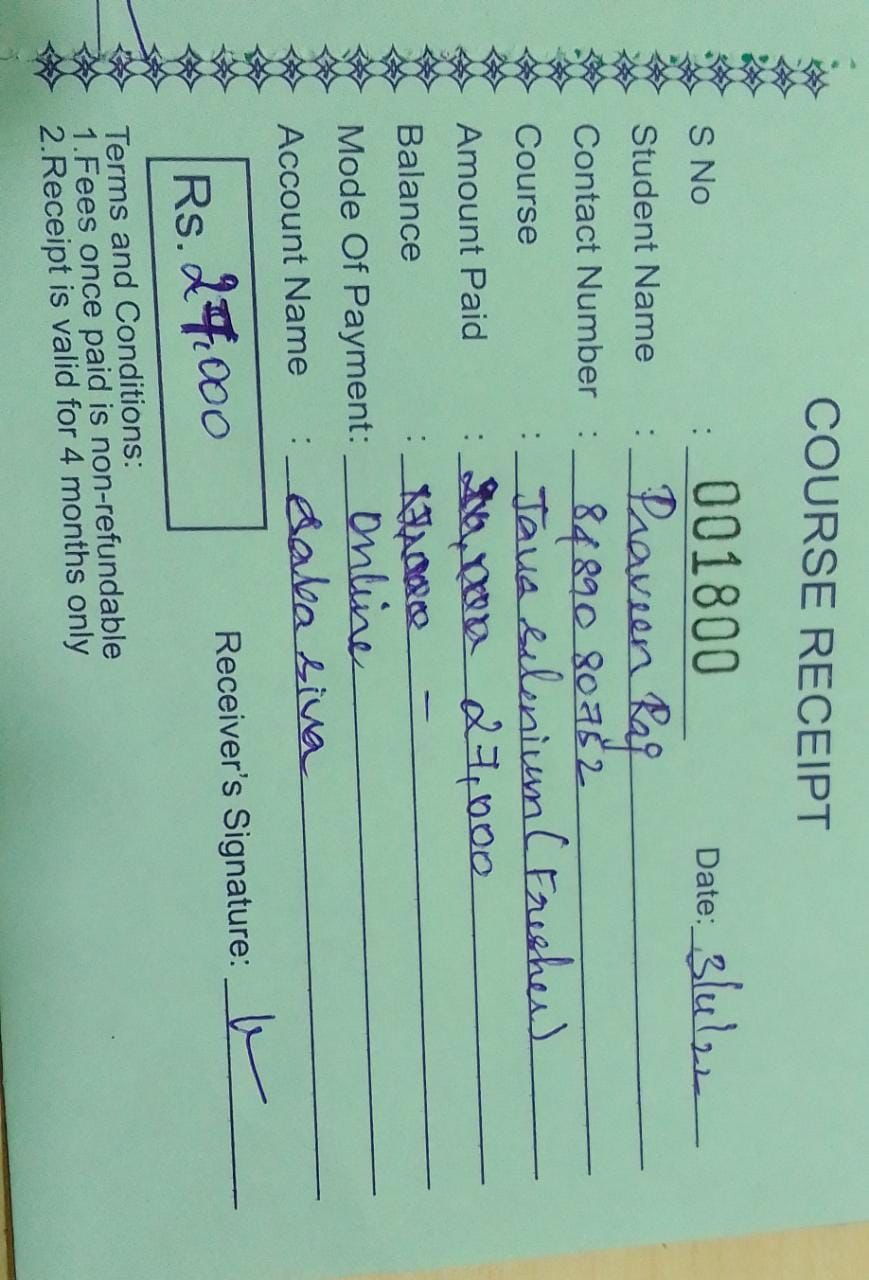 COURSE RECEIPT
S No : 001800 Date: 3/11/22
Student Name : Praveen Raj
Contact Number : 84890 80752
Course : Java selenium (Fresher)
Amount Paid : 27,000
Balance : –
Mode Of Payment: Online
Account Name : Saba siva
Rs. 27,000
Receiver's Signature:
Terms and Conditions:
1.Fees once paid is non-refundable
2.Receipt is valid for 4 months only